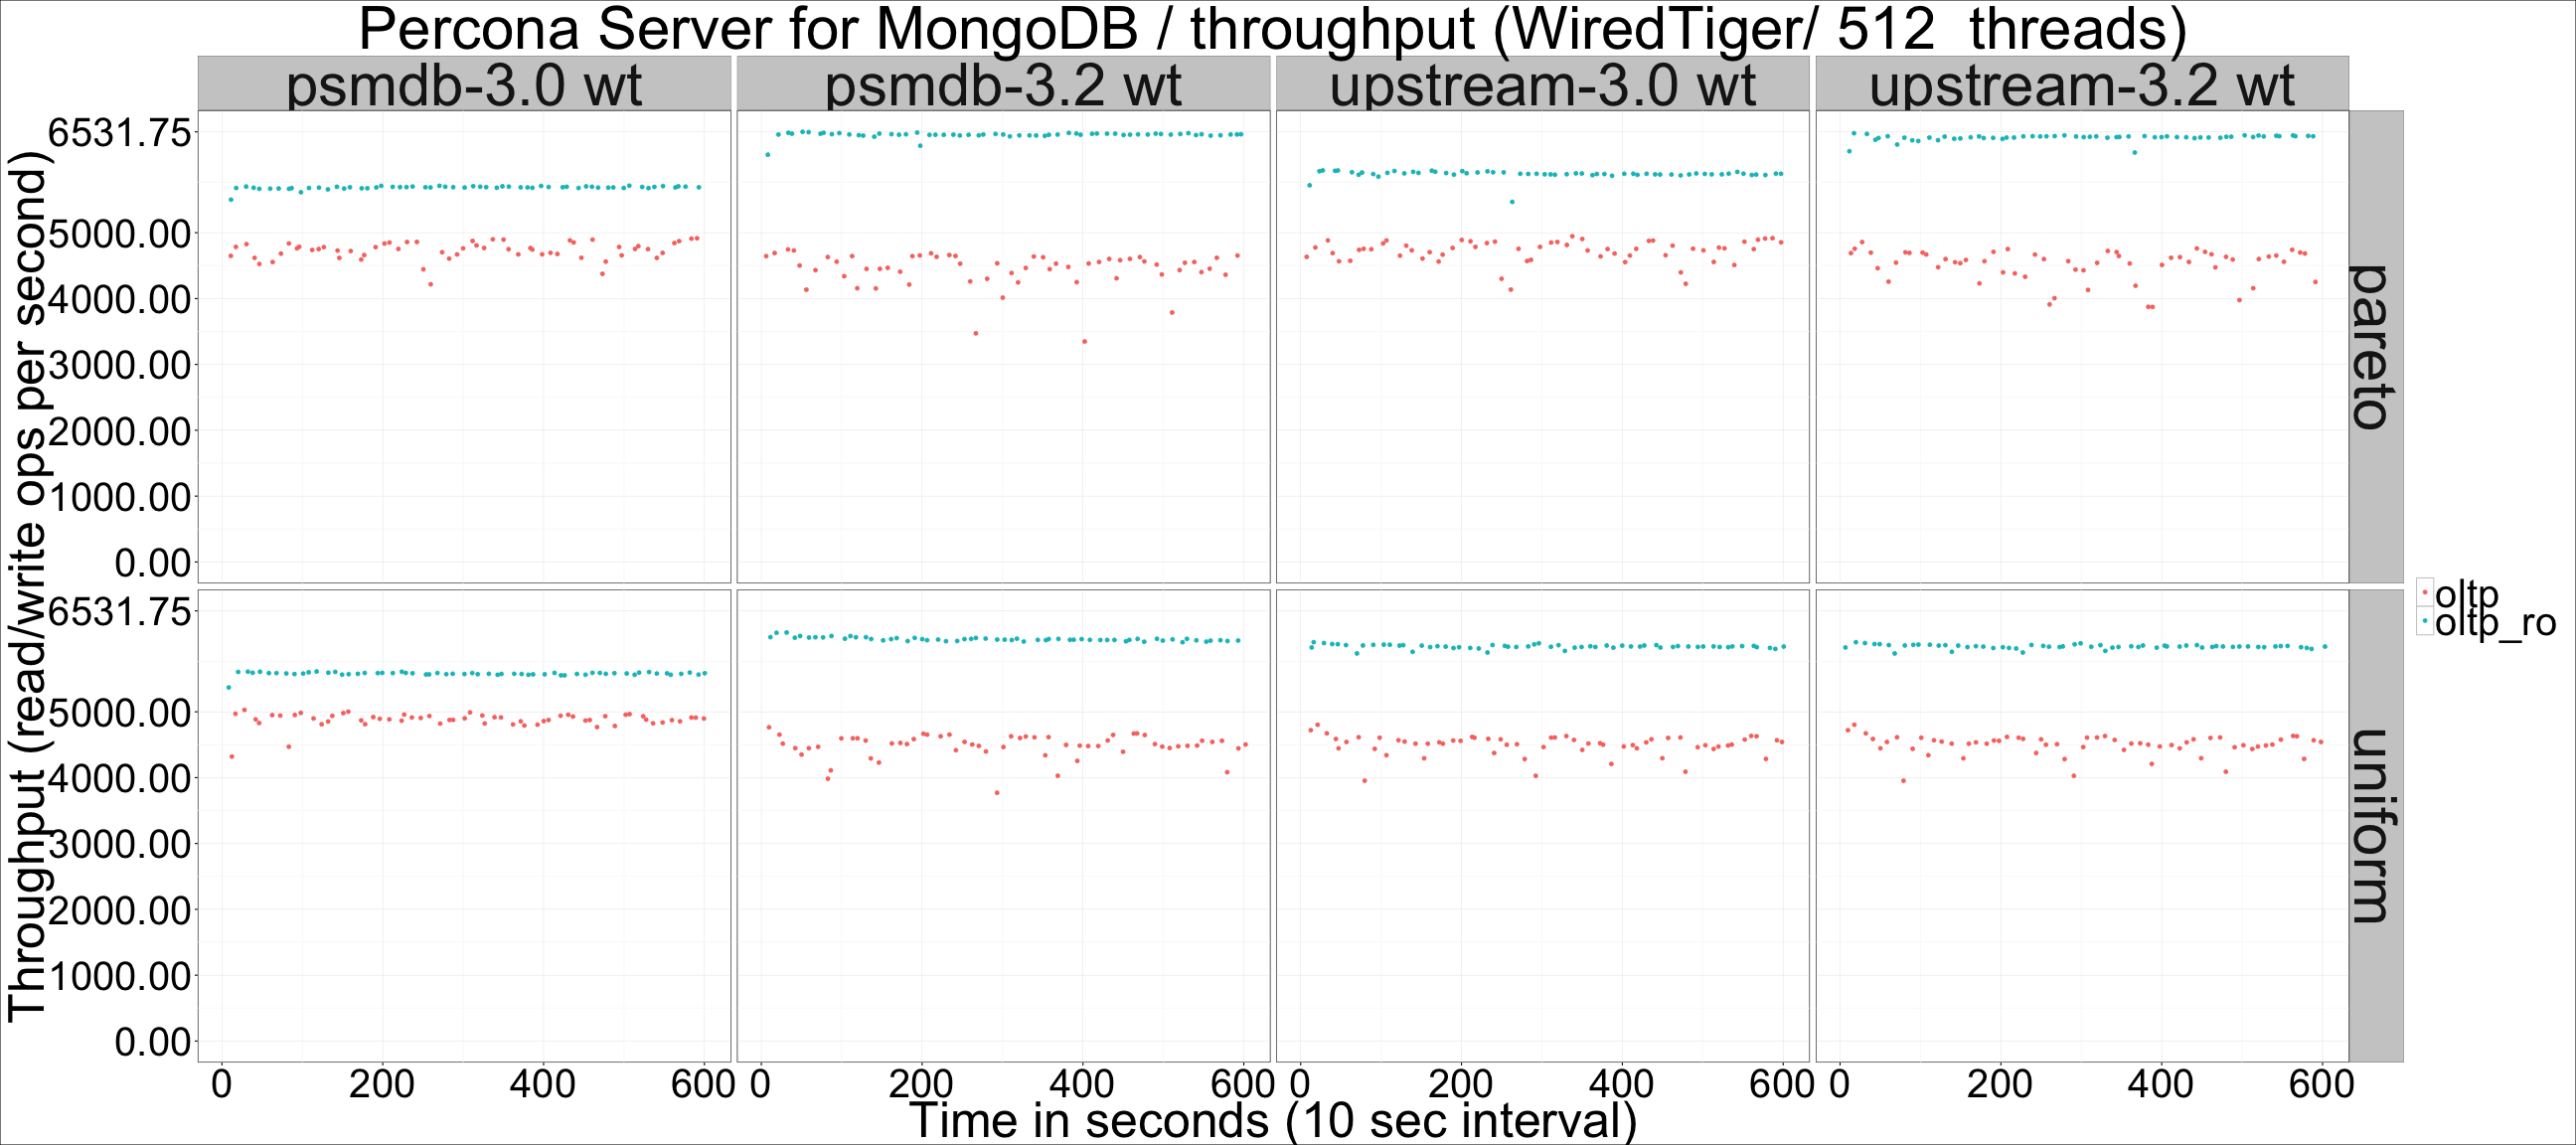 Percona Server for MongoDB / throughput (WiredTiger/ 512  threads)
psmdb-3.0 wt
psmdb-3.2 wt
upstream-3.0 wt
upstream-3.2 wt
Throughput (read/write ops per second)
6531.75
5000.00
4000.00
3000.00
2000.00
1000.00
0.00
pareto
6531.75
5000.00
4000.00
3000.00
2000.00
1000.00
0.00
uniform
oltp
oltp_ro
0 200 400 600
0 200 400 600
0 200 400 600
0 200 400 600
Time in seconds (10 sec interval)